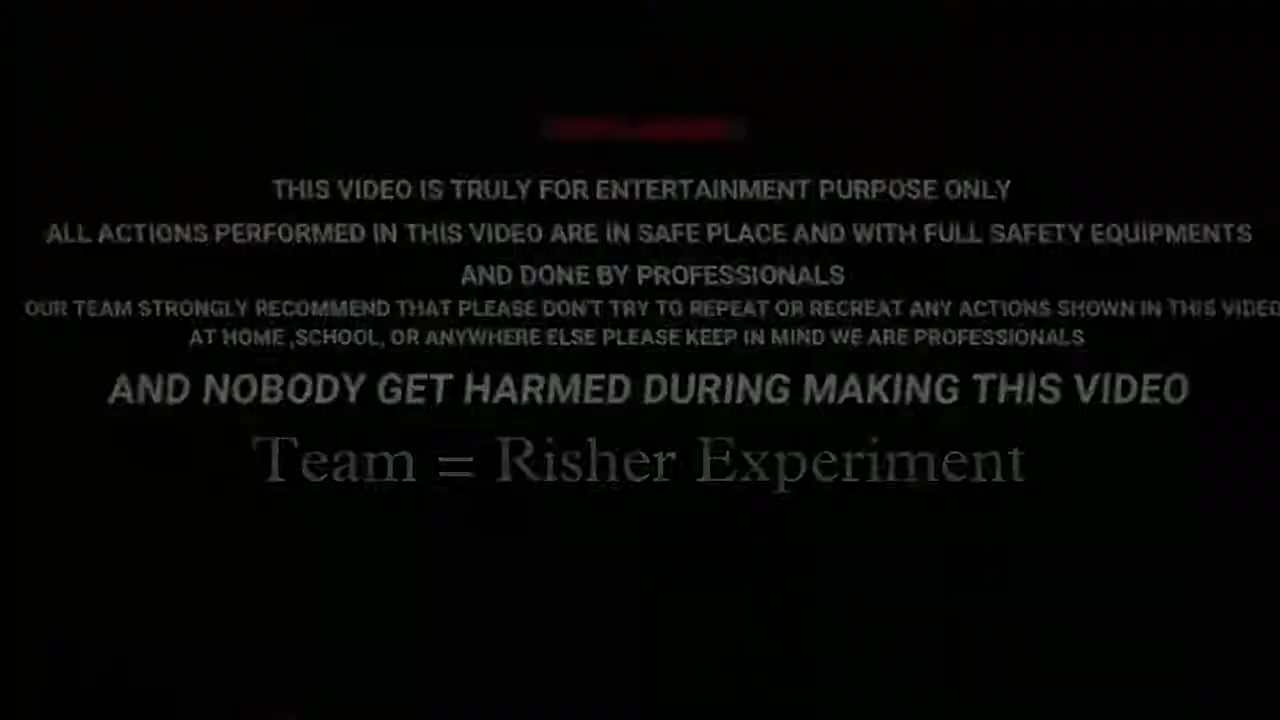 THIS VIDEO IS TRULY FOR ENTERTAINMENT PURPOSE ONLY
ALL ACTIONS PERFORMED IN THIS VIDEO ARE IN SAFE PLACE AND WITH FULL SAFETY EQUIPMENTS
AND DONE BY PROFESSIONALS
OUR TEAM STRONGLY RECOMMEND THAT PLEASE DON'T TRY TO REPEAT OR RECREAT ANY ACTIONS SHOWN IN THIS VIDEO
AT HOME ,SCHOOL, OR ANYWHERE ELSE PLEASE KEEP IN MIND WE ARE PROFESSIONALS
AND NOBODY GET HARMED DURING MAKING THIS VIDEO
Team = Risher Experiment